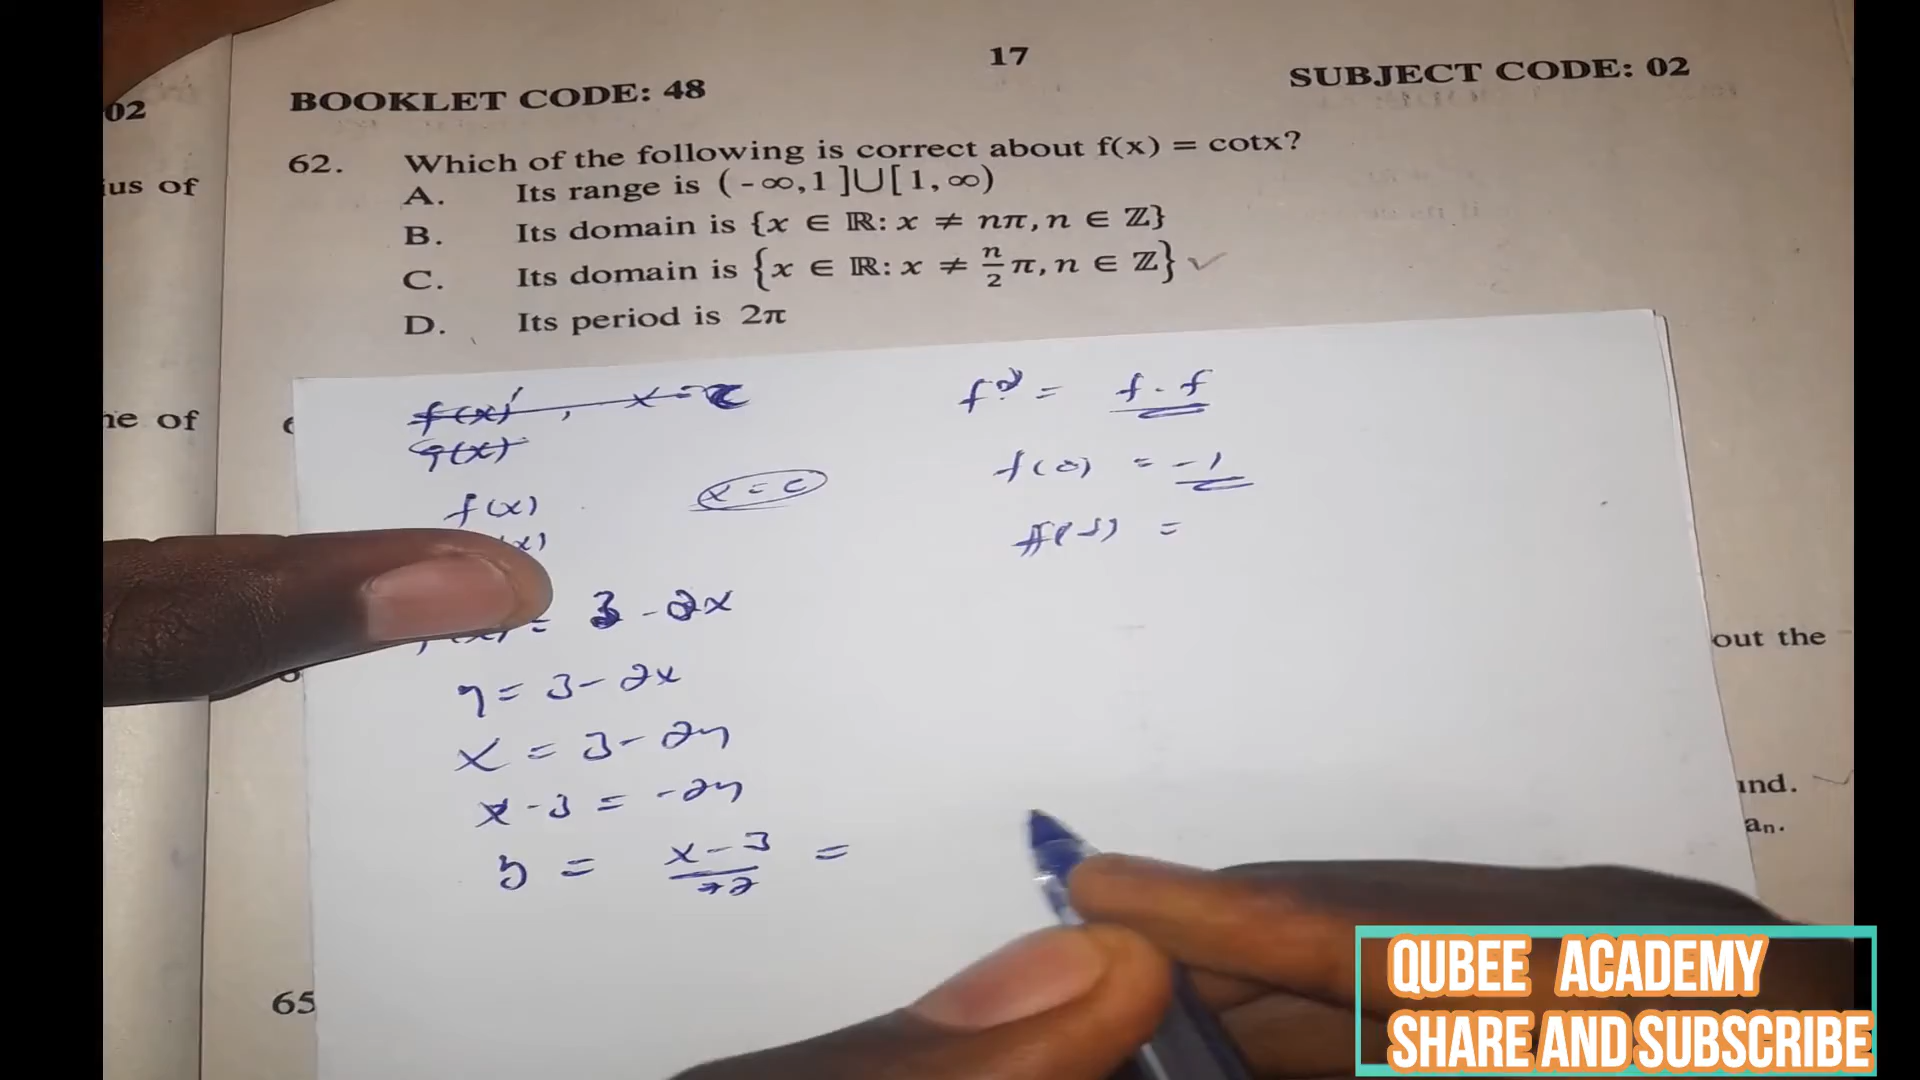 17
BOOKLET CODE: 48
SUBJECT CODE: 02
02
62. Which of the following is correct about f(x) = cotx?
A. Its range is (-∞,1]∪[1,∞)
B. Its domain is {x ∈ ℝ: x ≠ nπ, n ∈ ℤ}
C. Its domain is {x ∈ ℝ: x ≠ n/2 π, n ∈ ℤ} ✓
D. Its period is 2π
ius of
of
f(x), x = c
g(x)
f(x)
x = c
3 - 2x
y = 3 - 2x
x = 3 - 2y
x - 3 = -2y
y = x - 3 / -2 =
f² = f . f
f(0) = -1
=
out the
und.
aₙ.
65
QUBEE ACADEMY
SHARE AND SUBSCRIBE